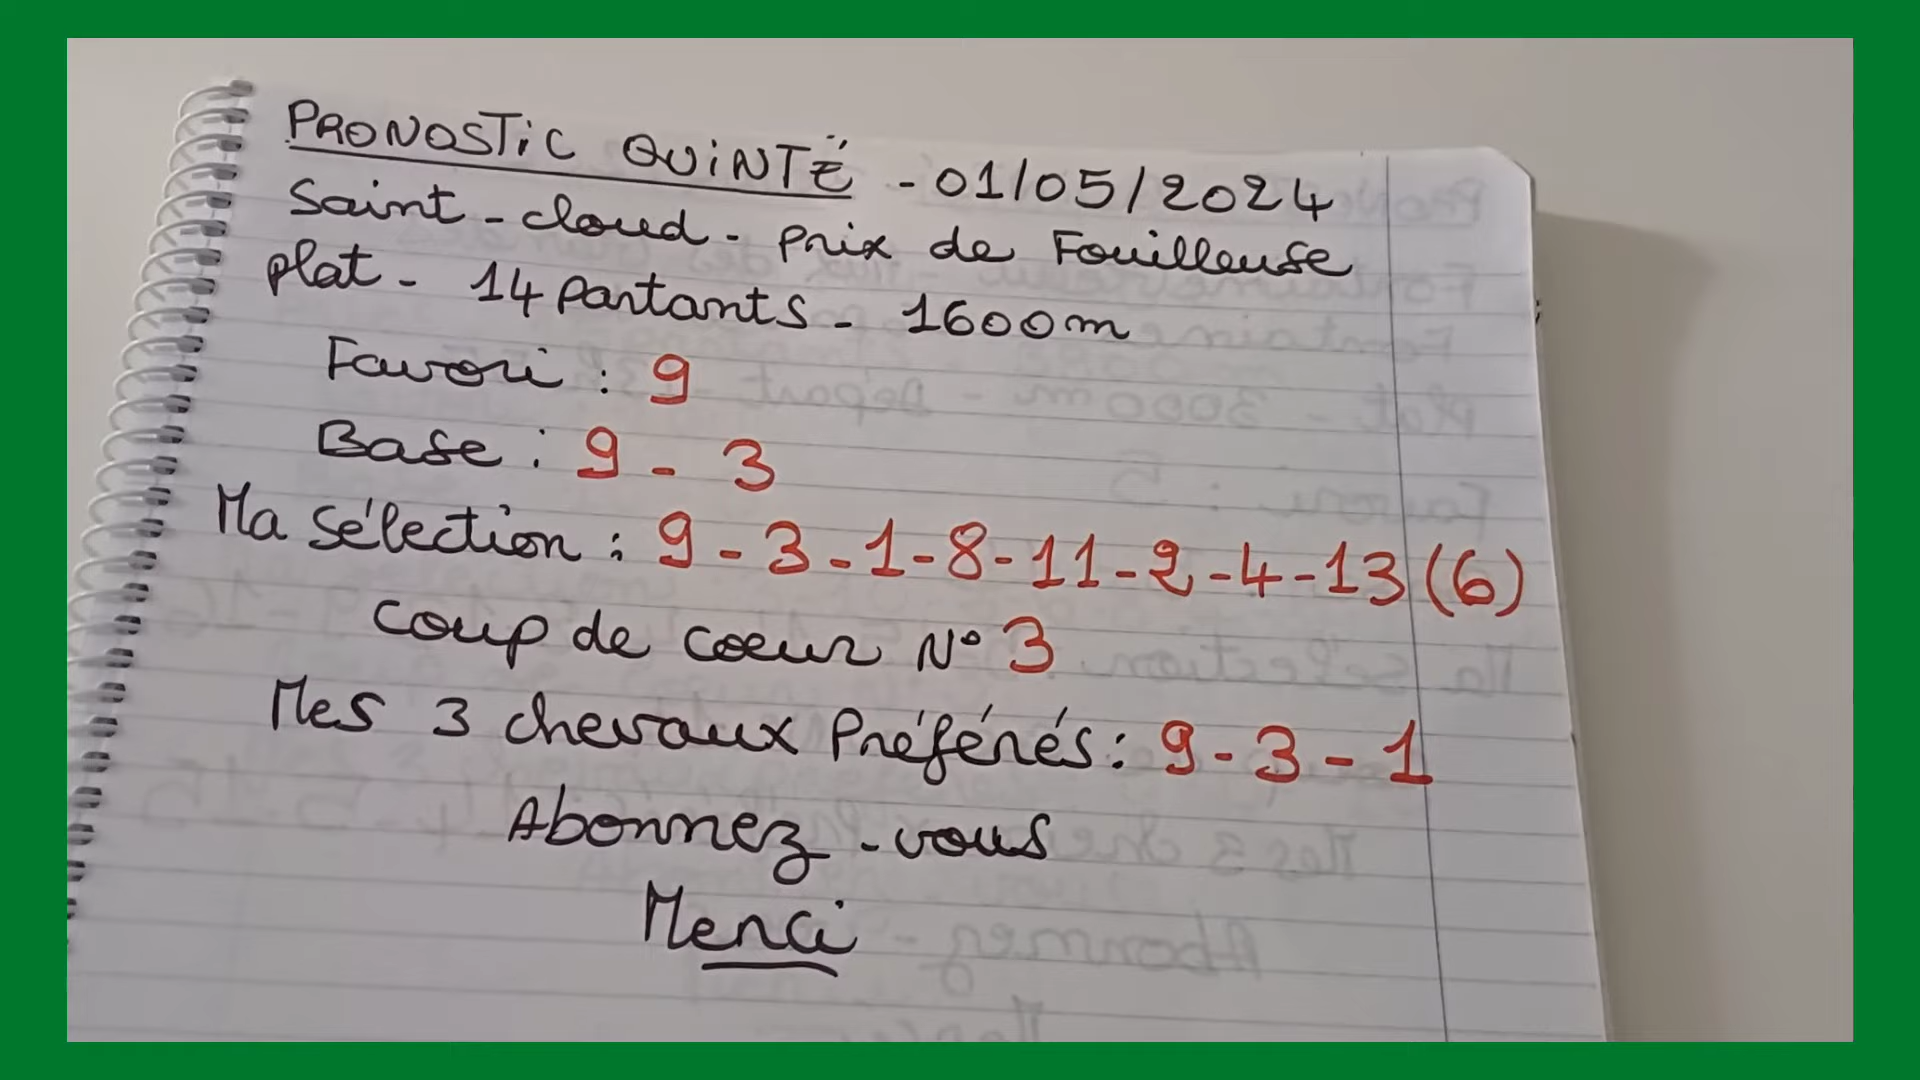 PRONOSTiC QUiNTË - 01/05/2024
Saint-cloud - prix de Fouilleuse
plat - 14 partants - 1600m
Favori : 9
Base : 9 - 3
Ma sélection : 9 - 3 - 1 - 8 - 11 - 2 - 4 - 13 (6)
coup de coeur N° 3
Mes 3 chevaux Préférés : 9 - 3 - 1
Abonnez-vous
Merci